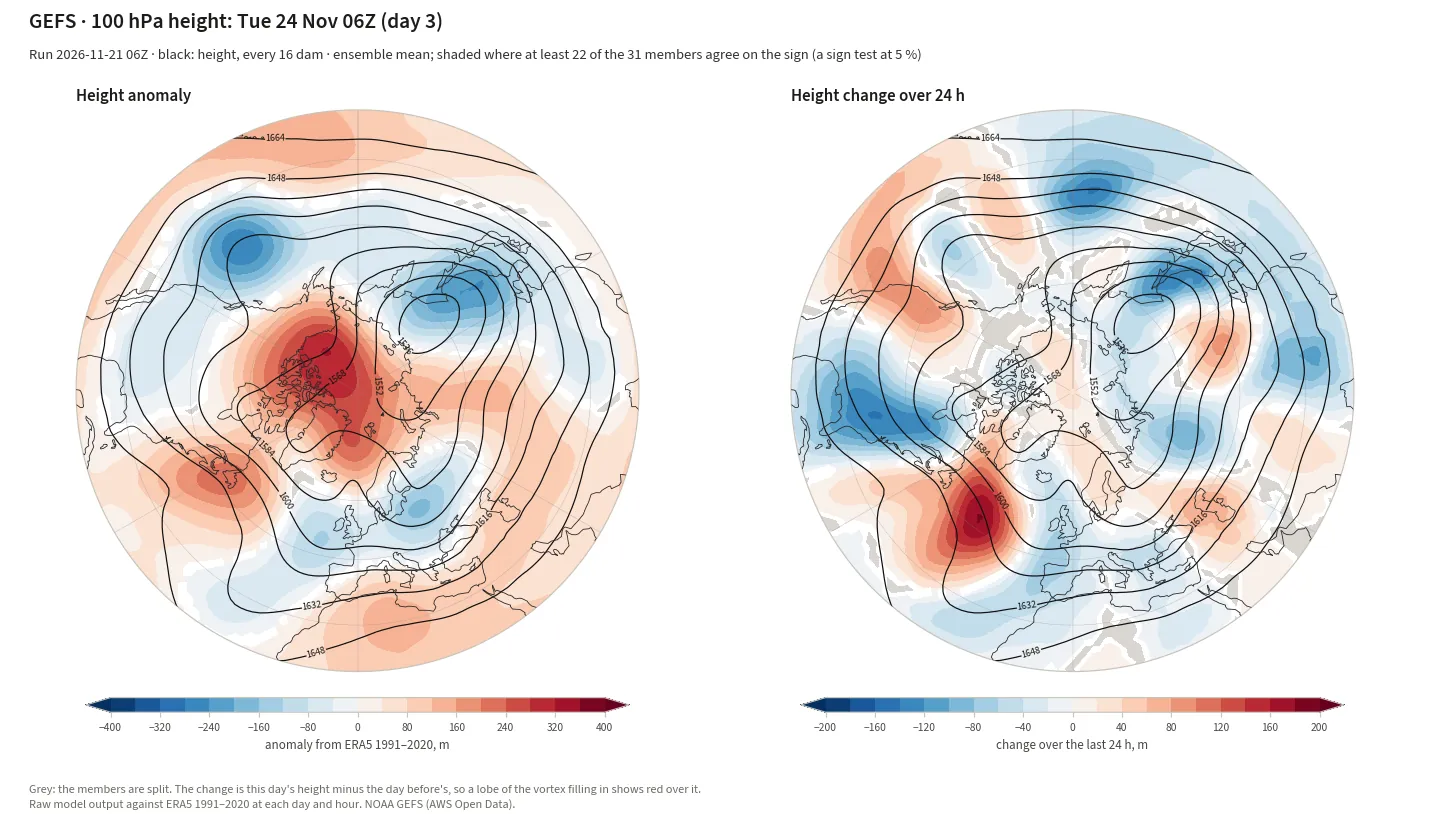 GEFS · 100 hPa height: Tue 24 Nov 06Z (day 3)
Run 2026-11-21 06Z · black: height, every 16 dam · ensemble mean; shaded where at least 22 of the 31 members agree on the sign (a sign test at 5 %)
Height anomaly
Height change over 24 h
1664
1648
1536
1568
1552
1584
1600
1616
1632
1648
1664
1648
1536
1568
1552
1584
1600
1616
1632
1648
−400 −320 −240 −160 −80 0 80 160 240 320 400
anomaly from ERA5 1991–2020, m
−200 −160 −120 −80 −40 0 40 80 120 160 200
change over the last 24 h, m
Grey: the members are split. The change is this day's height minus the day before's, so a lobe of the vortex filling in shows red over it.
Raw model output against ERA5 1991–2020 at each day and hour. NOAA GEFS (AWS Open Data).